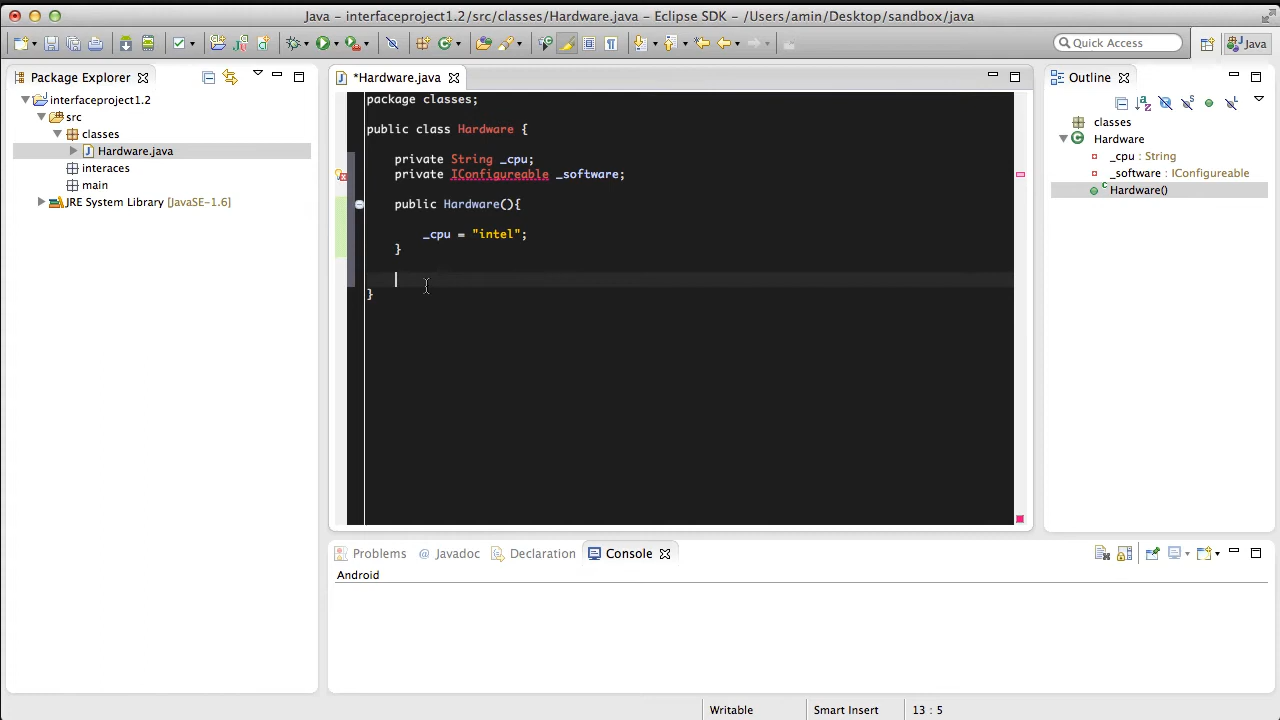 Java - interfaceproject1.2/src/classes/Hardware.java - Eclipse SDK - /Users/amin/Desktop/sandbox/java
Quick Access
Java
Package Explorer
interfaceproject1.2
src
classes
Hardware.java
interaces
main
JRE System Library [JavaSE-1.6]
*Hardware.java
package classes;
public class Hardware {
private String _cpu;
private IConfigureable _software;
public Hardware(){
_cpu = "intel";
}
}
Outline
classes
Hardware
_cpu : String
_software : IConfigureable
Hardware()
Problems
@ Javadoc
Declaration
Console
Android
Writable
Smart Insert
13 : 5